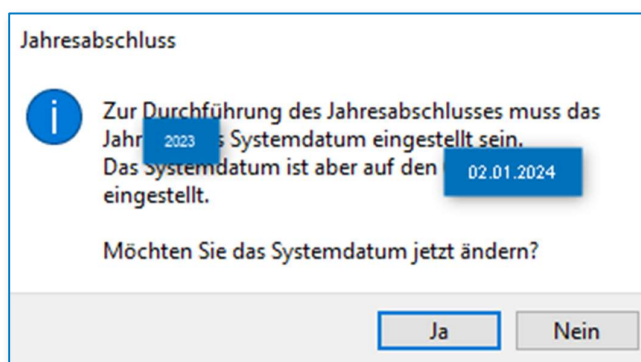 Jahresabschluss
Zur Durchführung des Jahresabschlusses muss das
Jahr 2023 s Systemdatum eingestellt sein.
Das Systemdatum ist aber auf den 02.01.2024
eingestellt.
Möchten Sie das Systemdatum jetzt ändern?
Ja
Nein